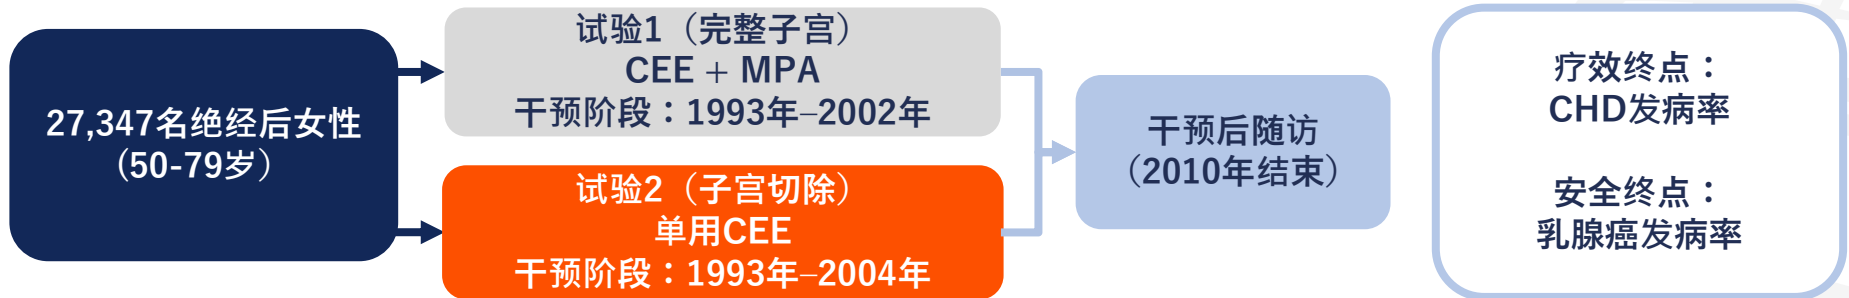 27,347名绝经后女性
（50-79岁）
试验1（完整子宫）
CEE + MPA
干预阶段：1993年–2002年
试验2（子宫切除）
单用CEE
干预阶段：1993年–2004年
干预后随访
（2010年结束）
疗效终点：
CHD发病率
安全终点：
乳腺癌发病率